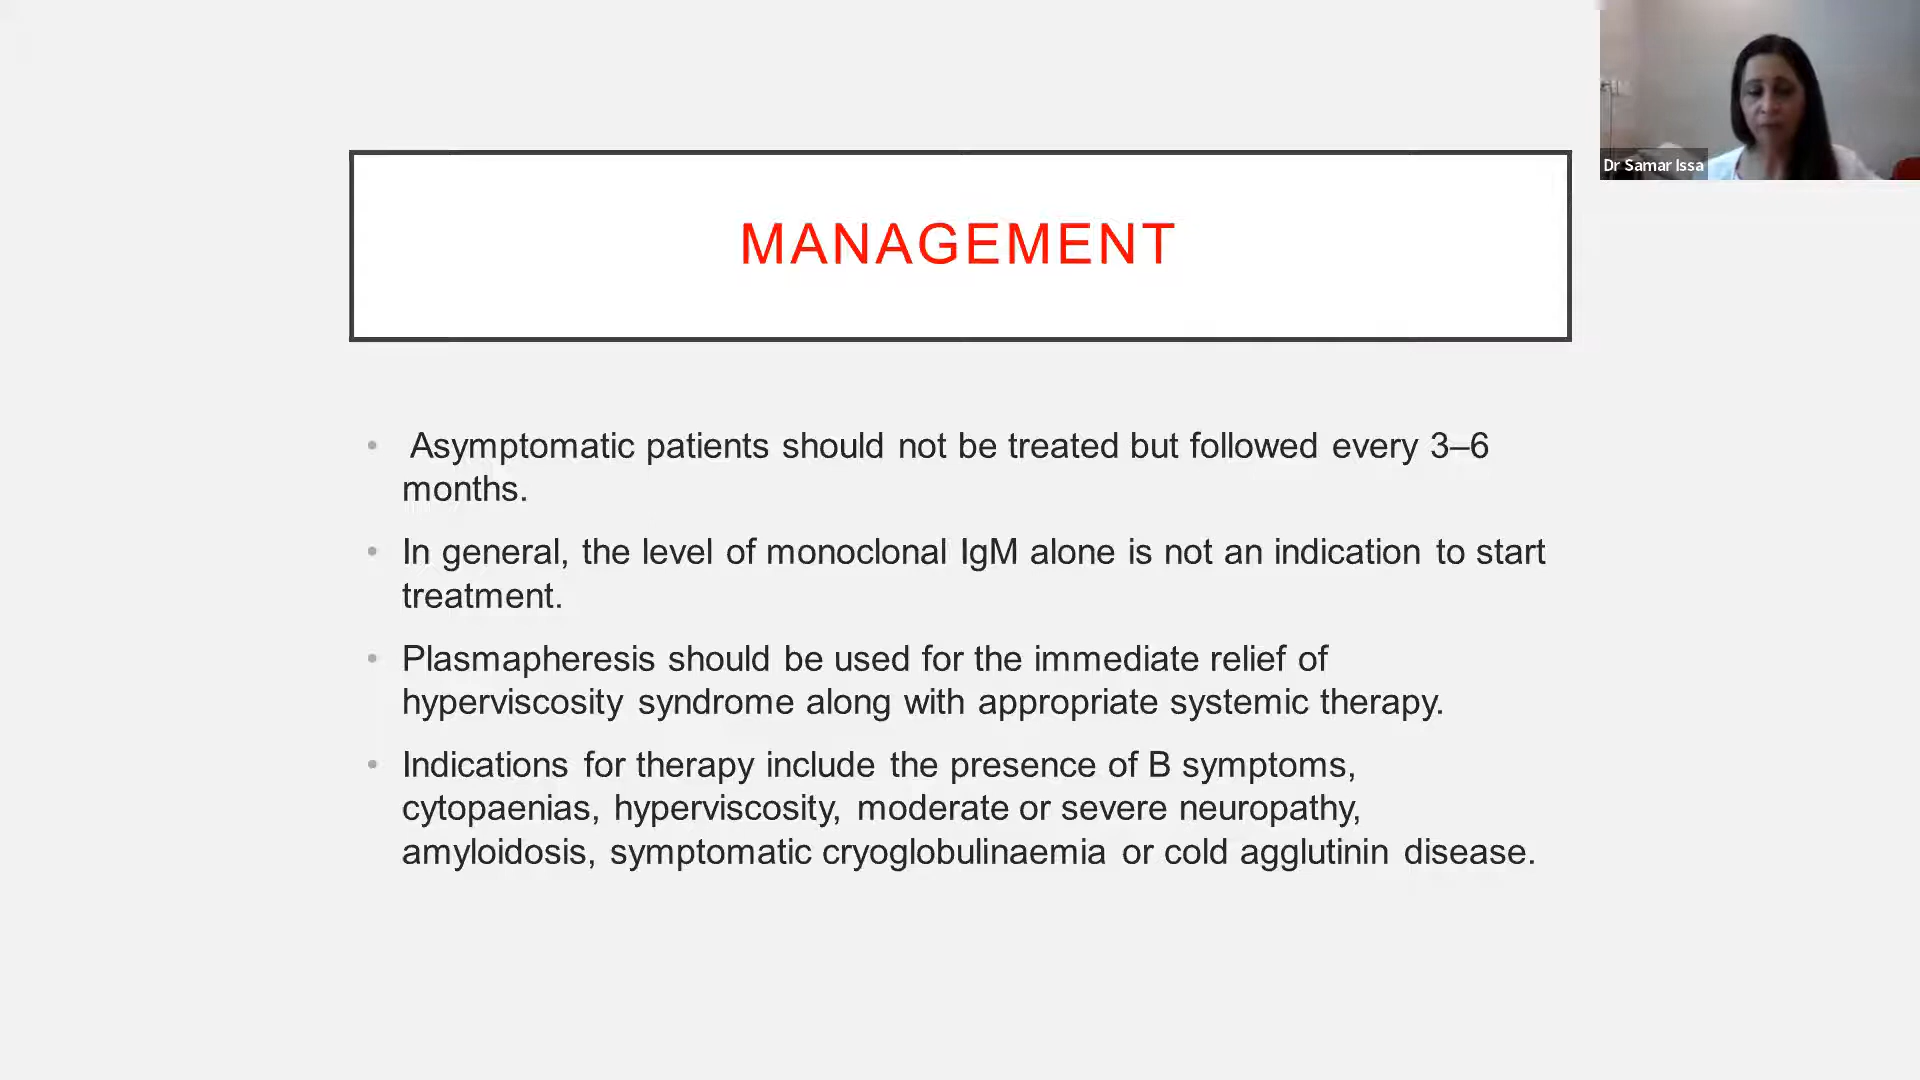 Dr Samar Issa
MANAGEMENT
• Asymptomatic patients should not be treated but followed every 3–6
months.
• In general, the level of monoclonal IgM alone is not an indication to start
treatment.
• Plasmapheresis should be used for the immediate relief of
hyperviscosity syndrome along with appropriate systemic therapy.
• Indications for therapy include the presence of B symptoms,
cytopaenias, hyperviscosity, moderate or severe neuropathy,
amyloidosis, symptomatic cryoglobulinaemia or cold agglutinin disease.